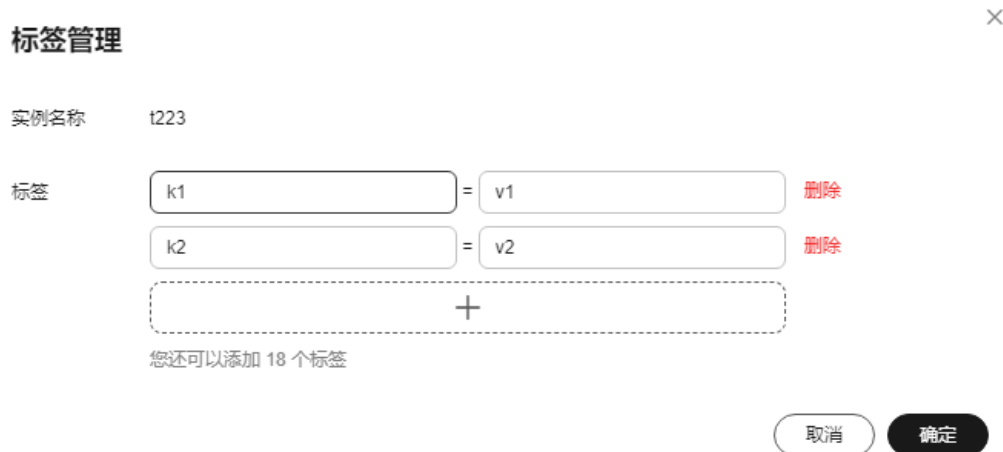 标签管理
实例名称 t223
标签 k1 = v1 删除
k2 = v2 删除
您还可以添加 18 个标签
取消 确定